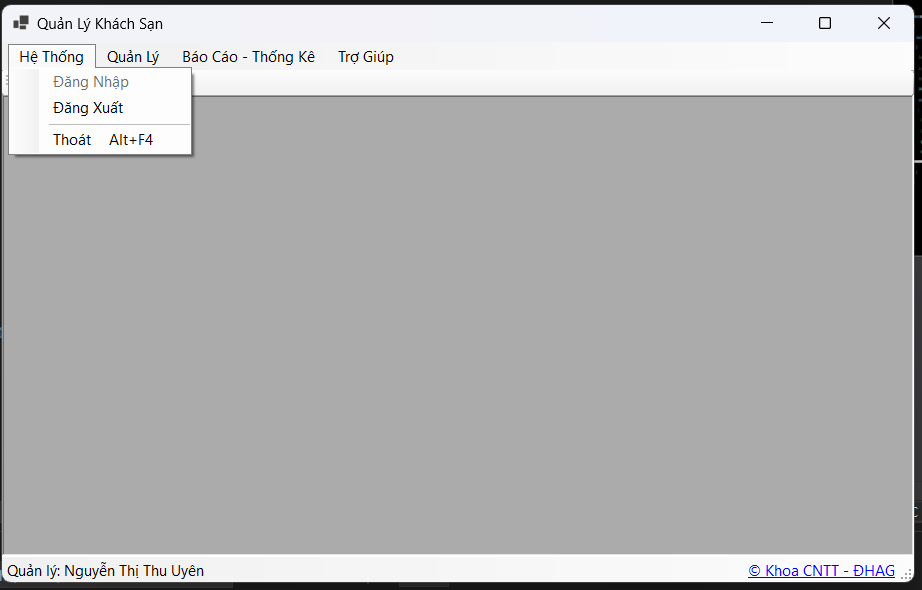 Quản Lý Khách Sạn
Hệ Thống Quản Lý Báo Cáo - Thống Kê Trợ Giúp
Đăng Nhập
Đăng Xuất
Thoát Alt+F4
Quản lý: Nguyễn Thị Thu Uyên © Khoa CNTT - ĐHAG